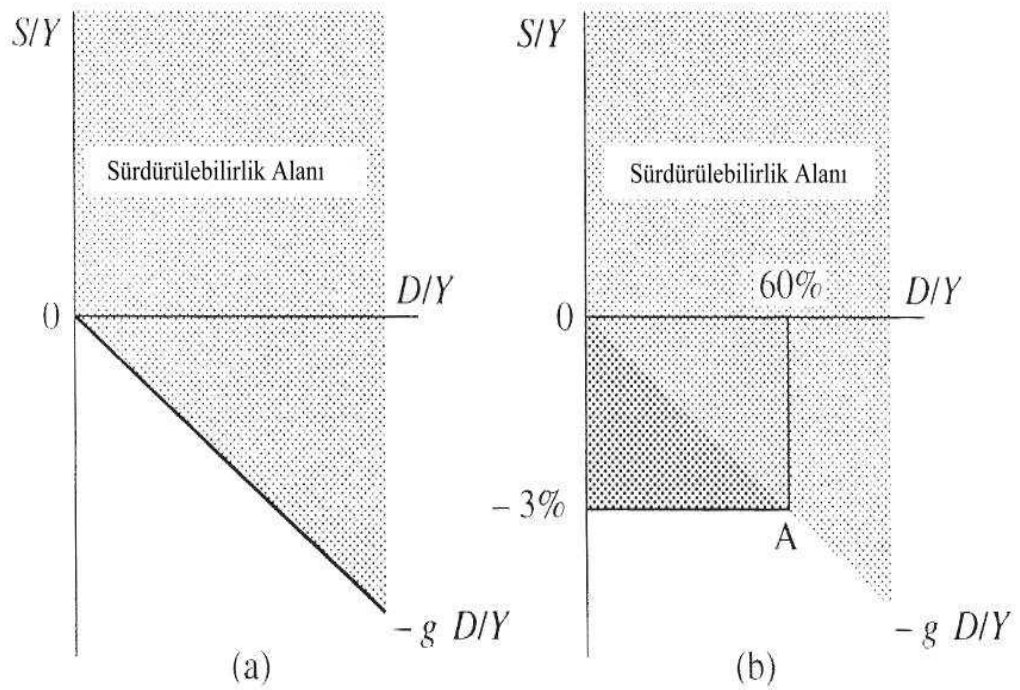 S/Y
Sürdürülebilirlik Alanı
D/Y
0
– g D/Y
(a)
S/Y
Sürdürülebilirlik Alanı
60%
D/Y
0
– 3%
A
– g D/Y
(b)